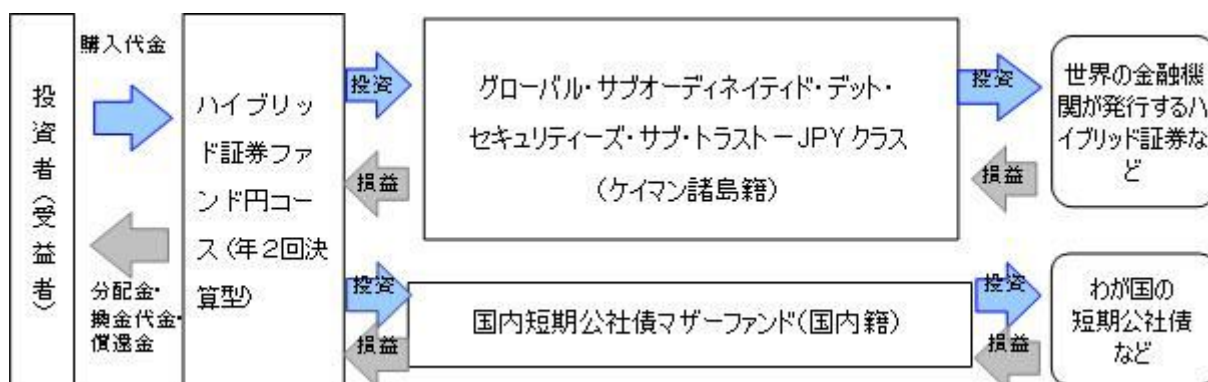 投資者（受益者）
購入代金
分配金・
換金代金・
償還金
ハイブリッ
ド証券ファ
ンド円コー
ス（年２回決
算型）
投資
損益
グローバル・サブオーディネイティド・デット・
セキュリティーズ・サブ・トラスト－JPYクラス
（ケイマン諸島籍）
投資
損益
世界の金融機
関が発行するハ
イブリッド証券な
ど
投資
損益
国内短期公社債マザーファンド（国内籍）
投資
損益
わが国の
短期公社債
など